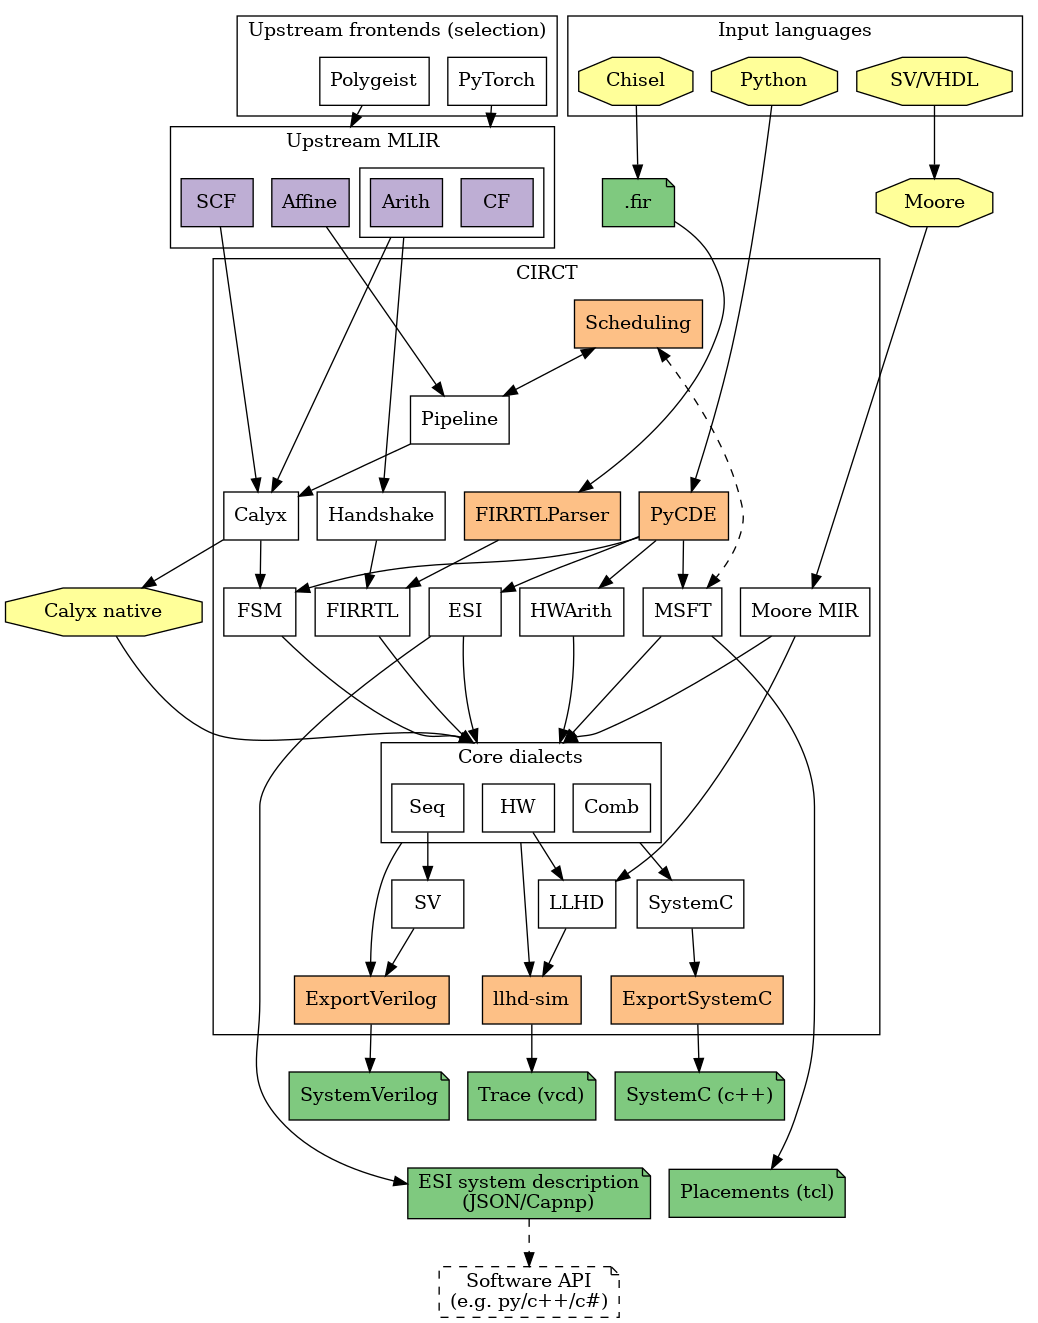 Upstream frontends (selection)
Input languages
Polygeist
PyTorch
Chisel
Python
SV/VHDL
Upstream MLIR
SCF
Affine
Arith
CF
.fir
Moore
CIRCT
Scheduling
Pipeline
Calyx
Handshake
FIRRTLParser
PyCDE
Calyx native
FSM
FIRRTL
ESI
HWArith
MSFT
Moore MIR
Core dialects
Seq
HW
Comb
SV
LLHD
SystemC
ExportVerilog
llhd-sim
ExportSystemC
SystemVerilog
Trace (vcd)
SystemC (c++)
ESI system description
(JSON/Capnp)
Placements (tcl)
Software API
(e.g. py/c++/c#)